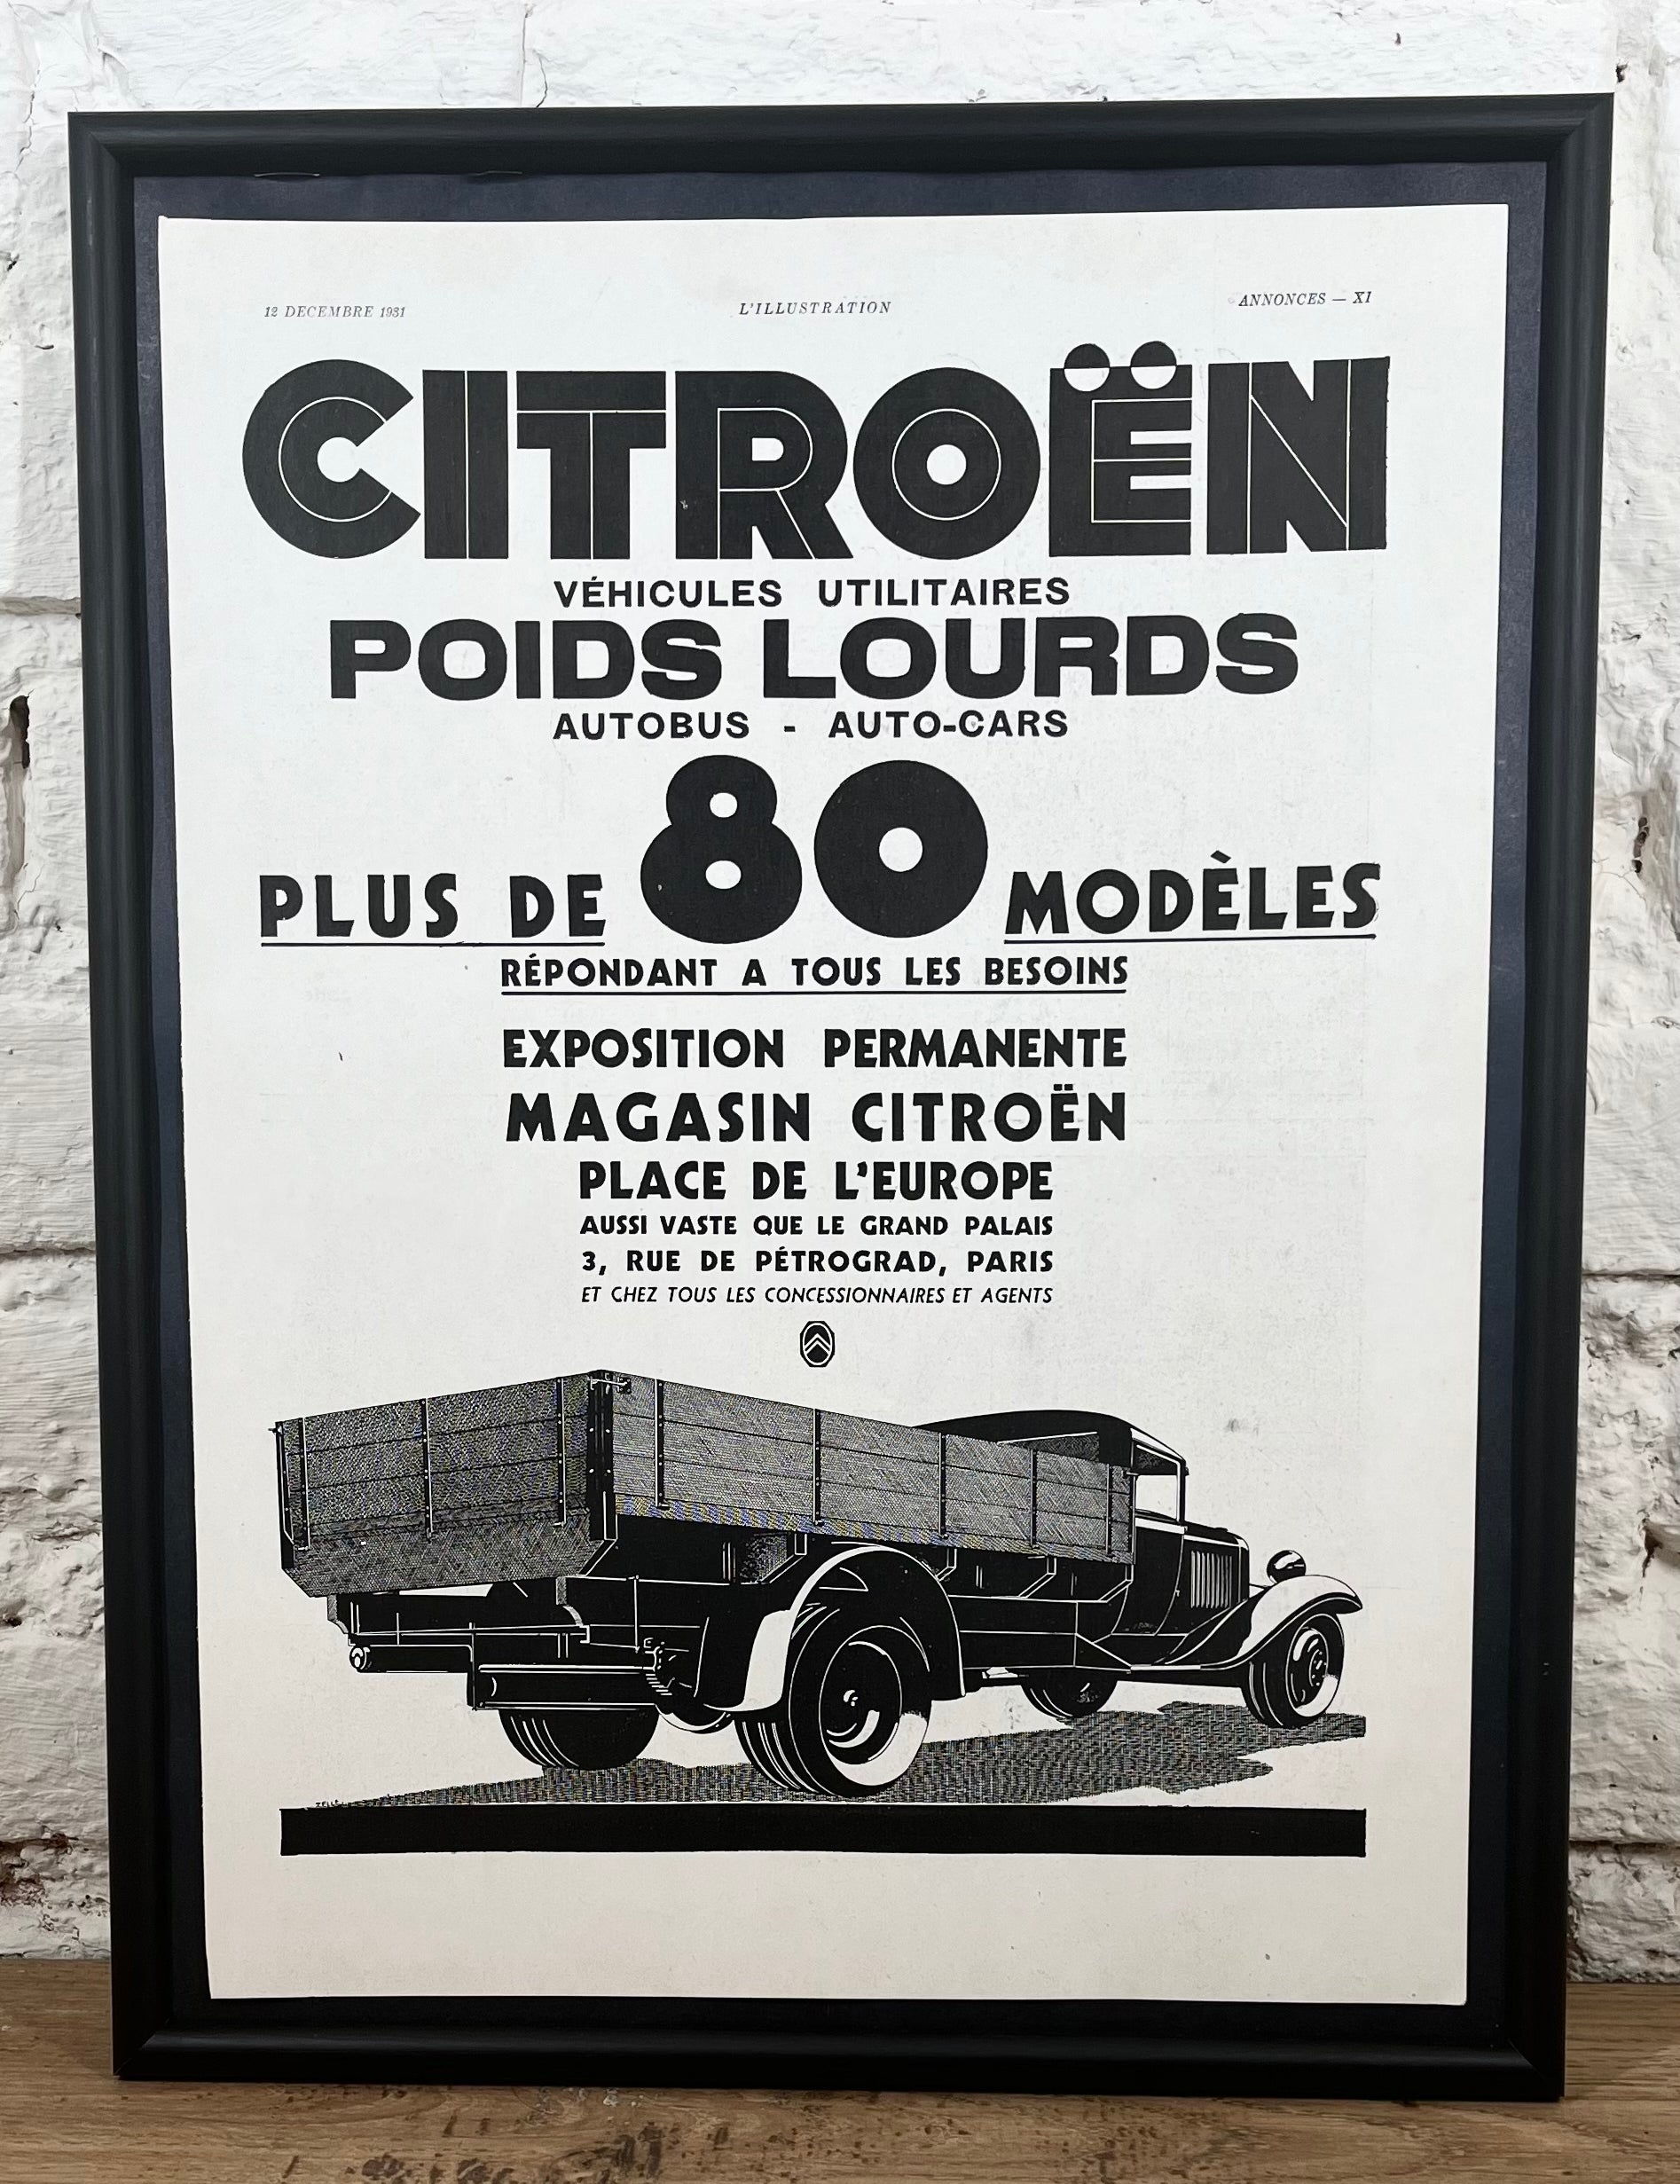 12 DECEMBRE 1931
L'ILLUSTRATION
ANNONCES — XI
CITROËN
VÉHICULES UTILITAIRES
POIDS LOURDS
AUTOBUS - AUTO-CARS
PLUS DE 80 MODÈLES
RÉPONDANT A TOUS LES BESOINS
EXPOSITION PERMANENTE
MAGASIN CITROËN
PLACE DE L'EUROPE
AUSSI VASTE QUE LE GRAND PALAIS
3, RUE DE PÉTROGRAD, PARIS
ET CHEZ TOUS LES CONCESSIONNAIRES ET AGENTS